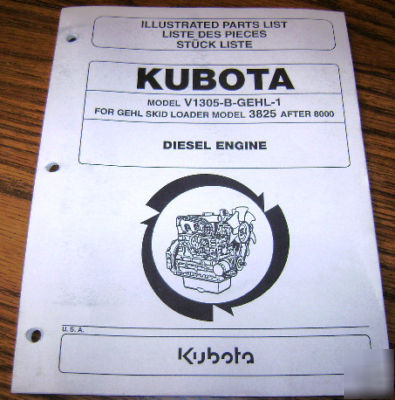 ILLUSTRATED PARTS LIST
LISTE DES PIECES
STÜCK LISTE
KUBOTA
MODEL V1305-B-GEHL-1
FOR GEHL SKID LOADER MODEL 3825 AFTER 8000
DIESEL ENGINE
U. S. A.
Kubota